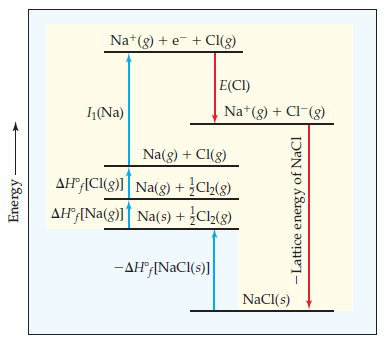 Na⁺(g) + e⁻ + Cl(g)
E(Cl)
I₁(Na)
Na⁺(g) + Cl⁻(g)
Na(g) + Cl(g)
ΔH°f[Cl(g)]
Na(g) + ½Cl₂(g)
ΔH°f[Na(g)]
Na(s) + ½Cl₂(g)
−ΔH°f[NaCl(s)]
NaCl(s)
− Lattice energy of NaCl
Energy